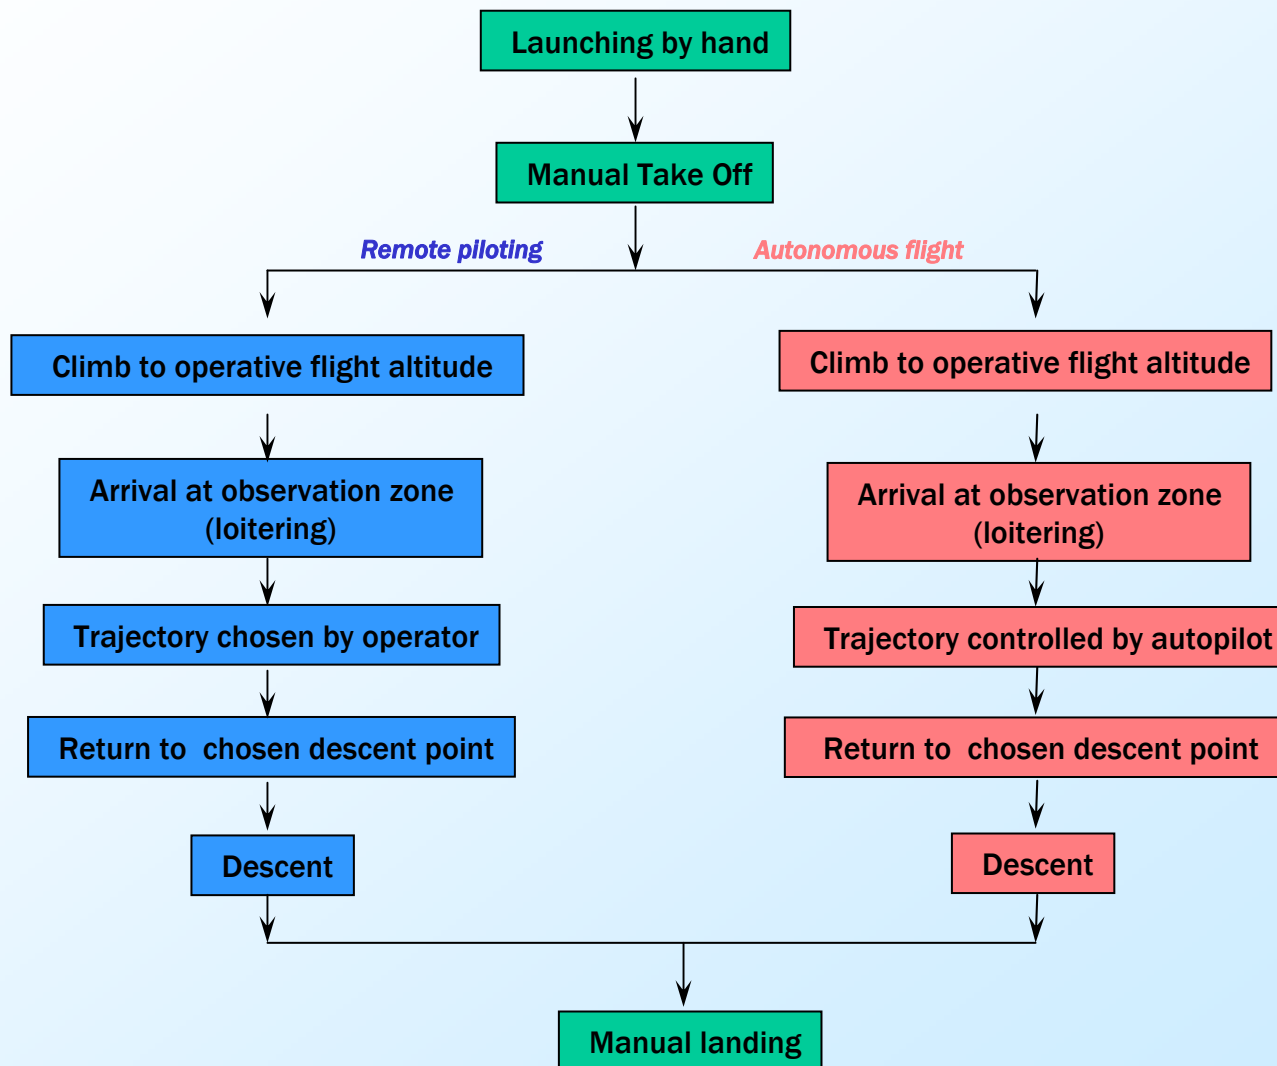 Launching by hand
Manual Take Off
Remote piloting
Autonomous flight
Climb to operative flight altitude
Climb to operative flight altitude
Arrival at observation zone
(loitering)
Arrival at observation zone
(loitering)
Trajectory chosen by operator
Trajectory controlled by autopilot
Return to  chosen descent point
Return to  chosen descent point
Descent
Descent
Manual landing